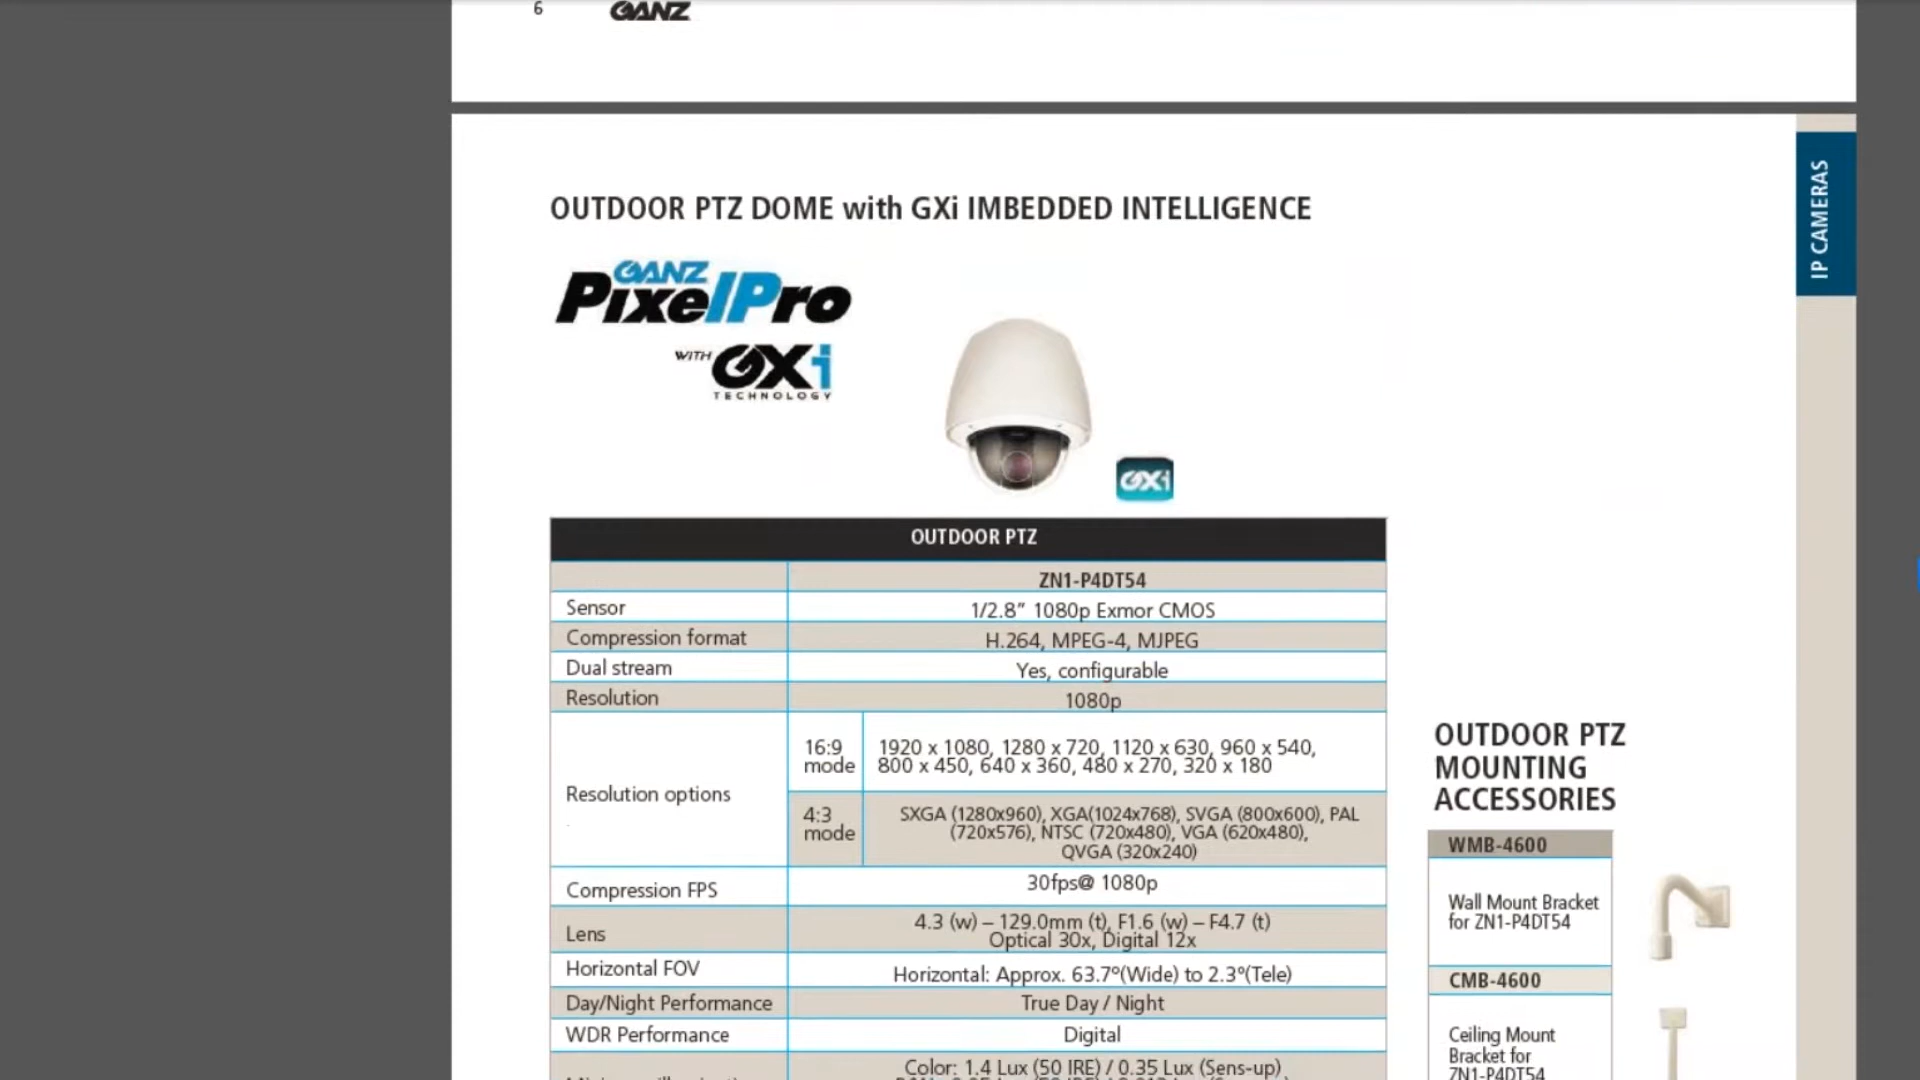 6 GANZ
IP CAMERAS
OUTDOOR PTZ DOME with GXi IMBEDDED INTELLIGENCE
GANZ
PixelPro
WITH GXi
TECHNOLOGY
GXi
OUTDOOR PTZ
ZN1-P4DT54
Sensor 1/2.8” 1080p Exmor CMOS
Compression format H.264, MPEG-4, MJPEG
Dual stream Yes, configurable
Resolution 1080p
Resolution options
16:9 mode
1920 x 1080, 1280 x 720, 1120 x 630, 960 x 540,
800 x 450, 640 x 360, 480 x 270, 320 x 180
4:3 mode
SXGA (1280x960), XGA(1024x768), SVGA (800x600), PAL
(720x576), NTSC (720x480), VGA (620x480),
QVGA (320x240)
Compression FPS 30fps@ 1080p
Lens
4.3 (w) – 129.0mm (t), F1.6 (w) – F4.7 (t)
Optical 30x, Digital 12x
Horizontal FOV Horizontal: Approx. 63.7º(Wide) to 2.3º(Tele)
Day/Night Performance True Day / Night
WDR Performance Digital
Color: 1.4 Lux (50 IRE) / 0.35 Lux (Sens-up)
OUTDOOR PTZ
MOUNTING
ACCESSORIES
WMB-4600
Wall Mount Bracket
for ZN1-P4DT54
CMB-4600
Ceiling Mount
Bracket for
ZN1-P4DT54